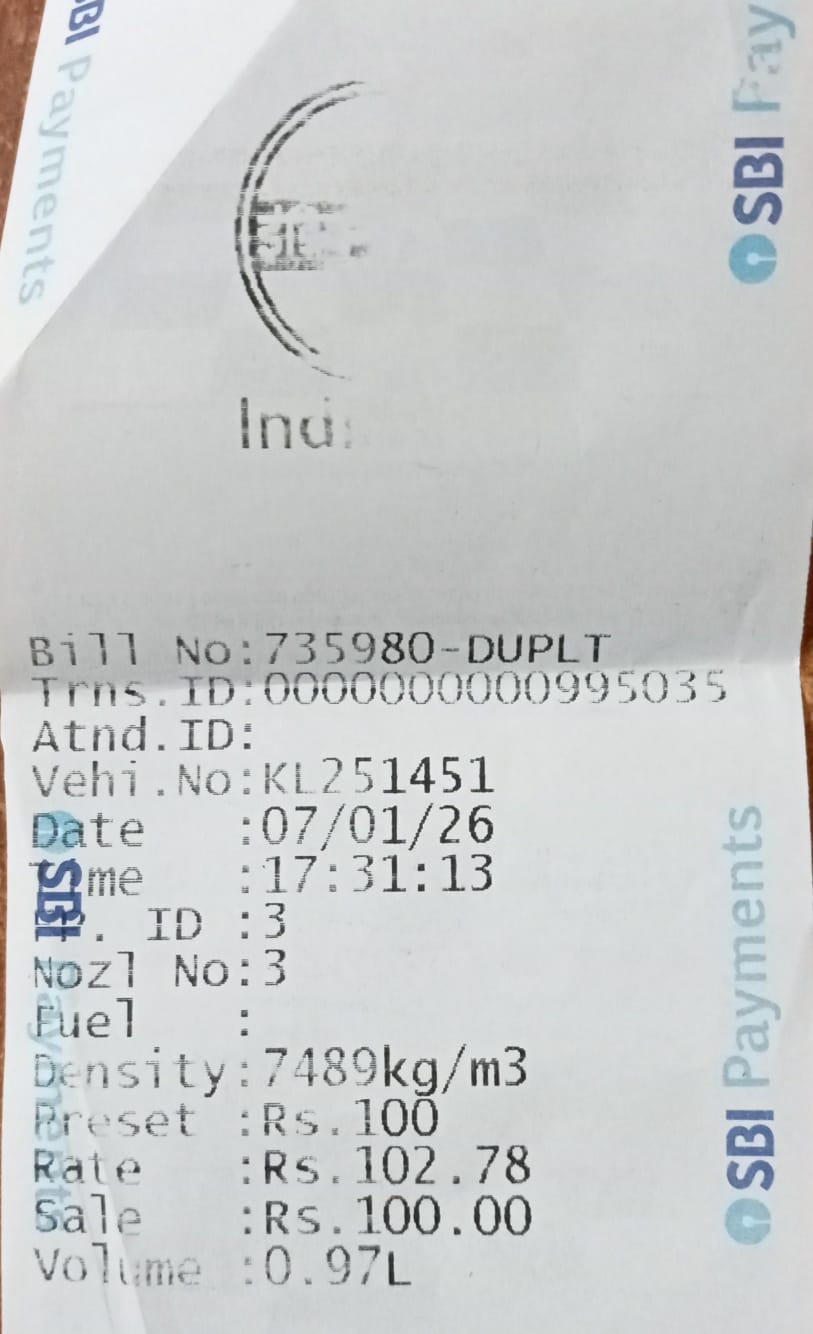 SBI Payments
SBI Pay
Bill No:735980-DUPLT
Trns.ID:0000000000995035
Atnd.ID:
Vehi.No:KL251451
Date :07/01/26
:17:31:13
ID :3
Nozl No:3
Fuel :
Density:7489kg/m3
Preset :Rs.100
Rate :Rs.102.78
Sale :Rs.100.00
Volume :0.97L
SBI Payments
SBI Payments